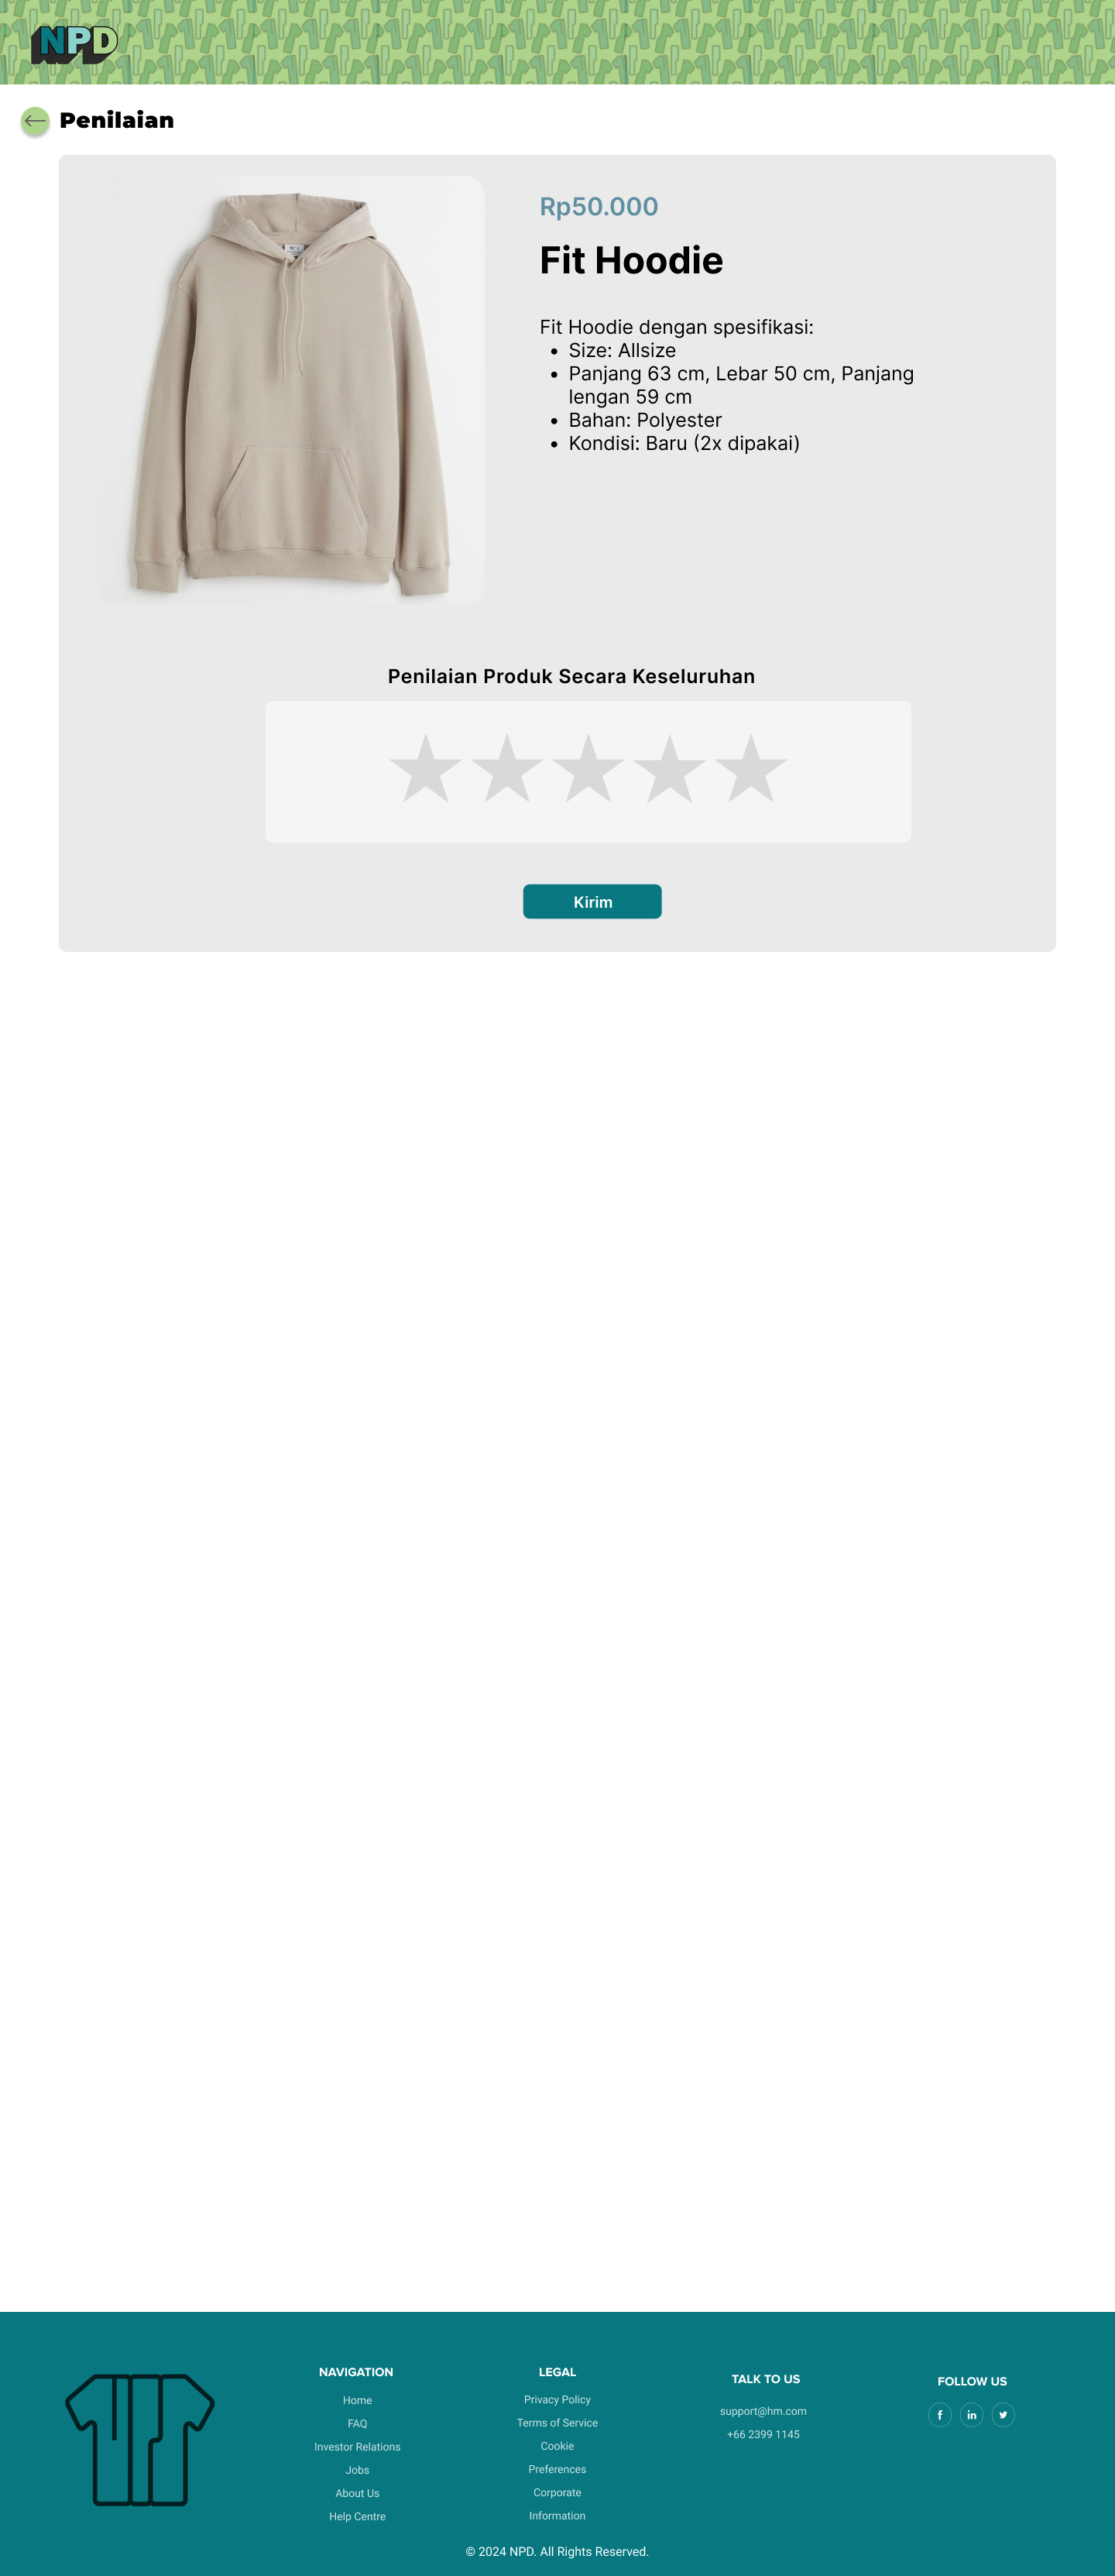 NPD
Penilaian
Rp50.000
Fit Hoodie
Fit Hoodie dengan spesifikasi:
• Size: Allsize
• Panjang 63 cm, Lebar 50 cm, Panjang
lengan 59 cm
• Bahan: Polyester
• Kondisi: Baru (2x dipakai)
Penilaian Produk Secara Keseluruhan
Kirim
NAVIGATION
Home
FAQ
Investor Relations
Jobs
About Us
Help Centre
LEGAL
Privacy Policy
Terms of Service
Cookie
Preferences
Corporate
Information
TALK TO US
support@hm.com
+66 2399 1145
FOLLOW US
© 2024 NPD. All Rights Reserved.